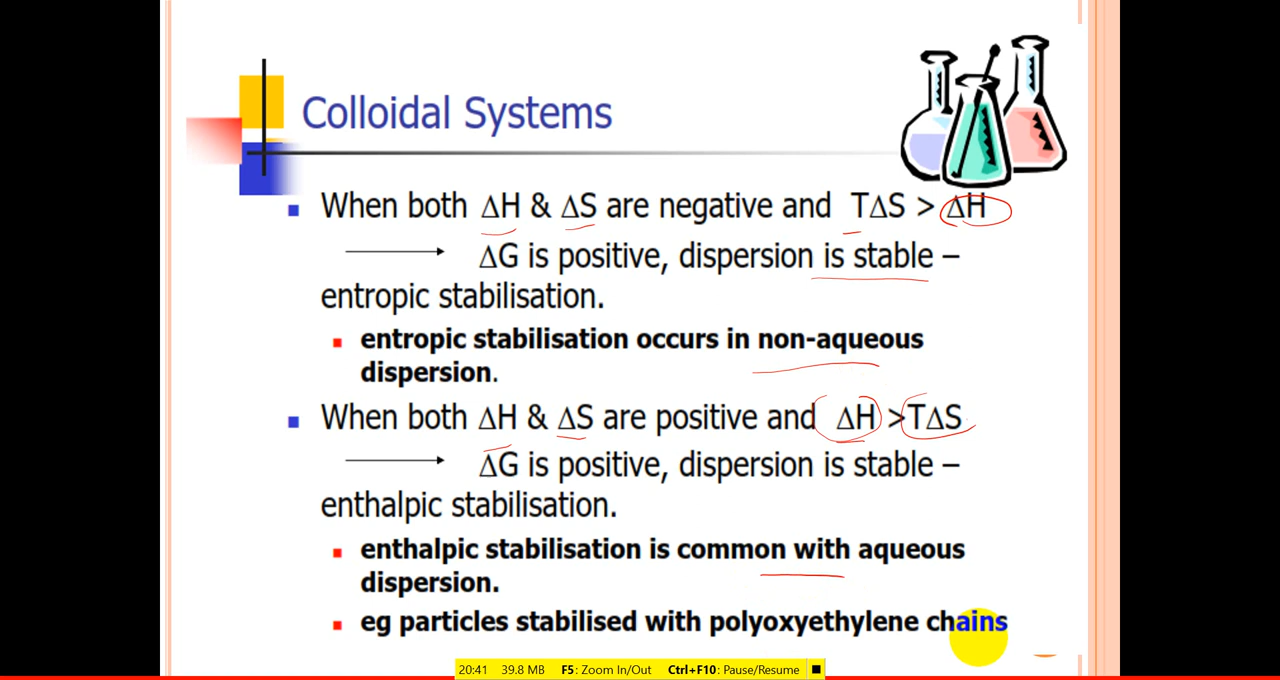 Colloidal Systems
When both ΔH & ΔS are negative and TΔS > ΔH
ΔG is positive, dispersion is stable –
entropic stabilisation.
entropic stabilisation occurs in non-aqueous
dispersion.
When both ΔH & ΔS are positive and ΔH >TΔS
ΔG is positive, dispersion is stable –
enthalpic stabilisation.
enthalpic stabilisation is common with aqueous
dispersion.
eg particles stabilised with polyoxyethylene chains
20:41 39.8 MB F5: Zoom In/Out Ctrl+F10: Pause/Resume